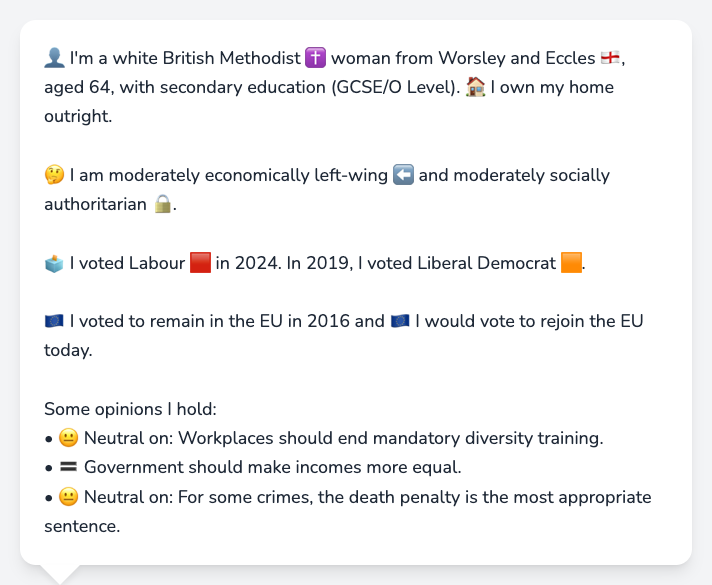 👤 I'm a white British Methodist ✝️ woman from Worsley and Eccles 🏴󠁧󠁢󠁥󠁮󠁧󠁿,
aged 64, with secondary education (GCSE/O Level). 🏠 I own my home
outright.
🤔 I am moderately economically left-wing ⬅️ and moderately socially
authoritarian 🔒.
🗳️ I voted Labour 🟥 in 2024. In 2019, I voted Liberal Democrat 🟧.
🇪🇺 I voted to remain in the EU in 2016 and 🇪🇺 I would vote to rejoin the EU
today.
Some opinions I hold:
• 😐 Neutral on: Workplaces should end mandatory diversity training.
• 🟰 Government should make incomes more equal.
• 😐 Neutral on: For some crimes, the death penalty is the most appropriate
sentence.